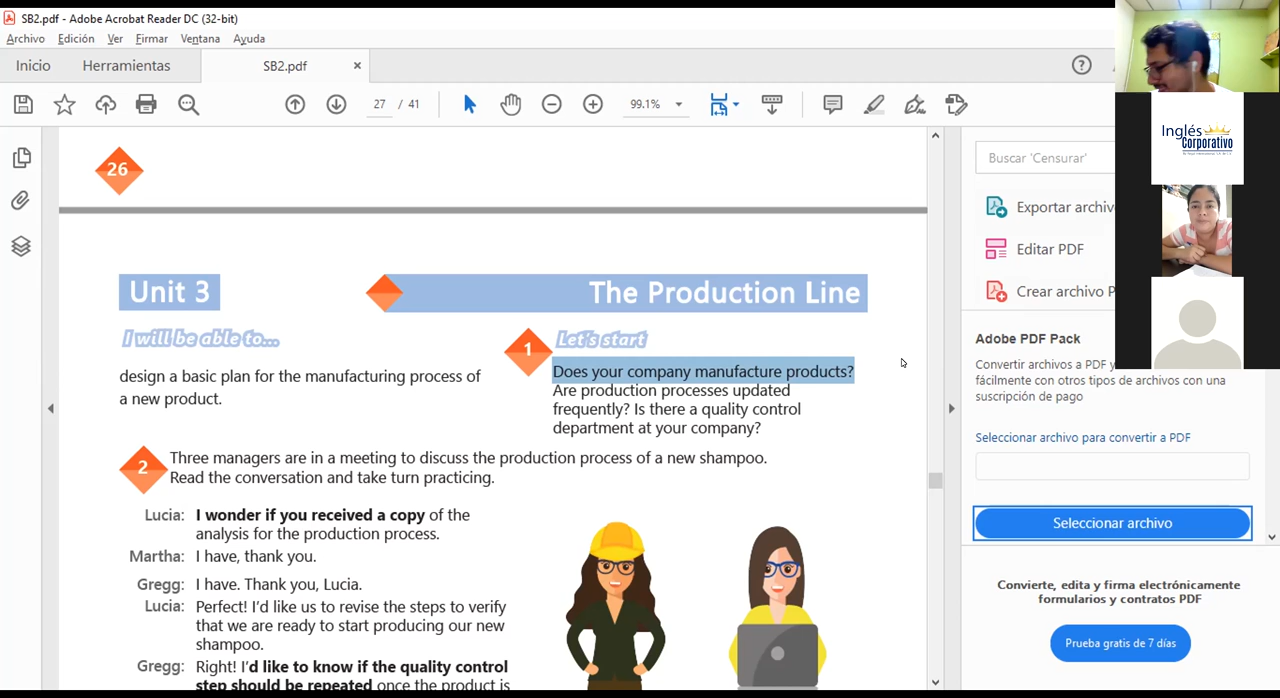 SB2.pdf - Adobe Acrobat Reader DC (32-bit)
Archivo Edición Ver Firmar Ventana Ayuda
Inicio Herramientas SB2.pdf ×
27 / 41 99.1%
26
Unit 3 The Production Line
I will be able to...
design a basic plan for the manufacturing process of
a new product.
1 Let's start
Does your company manufacture products?
Are production processes updated
frequently? Is there a quality control
department at your company?
2 Three managers are in a meeting to discuss the production process of a new shampoo.
Read the conversation and take turn practicing.
Lucia: I wonder if you received a copy of the
analysis for the production process.
Martha: I have, thank you.
Gregg: I have. Thank you, Lucia.
Lucia: Perfect! I'd like us to revise the steps to verify
that we are ready to start producing our new
shampoo.
Gregg: Right! I'd like to know if the quality control
step should be repeated once the product is
Buscar 'Censurar'
Exportar archiv
Editar PDF
Crear archivo P
Adobe PDF Pack
Convertir archivos a PDF y
fácilmente con otros tipos de archivos con una
suscripción de pago
Seleccionar archivo para convertir a PDF
Seleccionar archivo
Convierte, edita y firma electrónicamente
formularios y contratos PDF
Prueba gratis de 7 días
Inglés
Corporativo